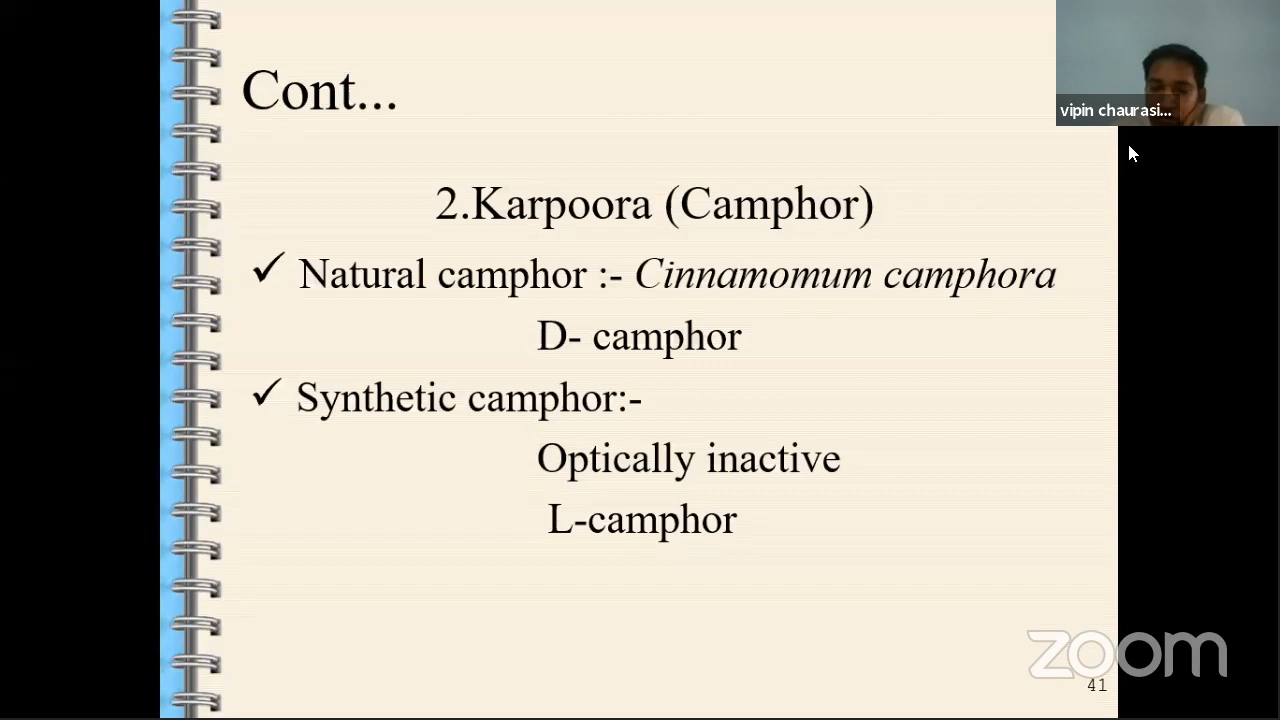 Cont...
vipin chaurasi...
2.Karpoora (Camphor)
✓ Natural camphor :- Cinnamomum camphora
D- camphor
✓ Synthetic camphor:-
Optically inactive
L-camphor
zoom
41